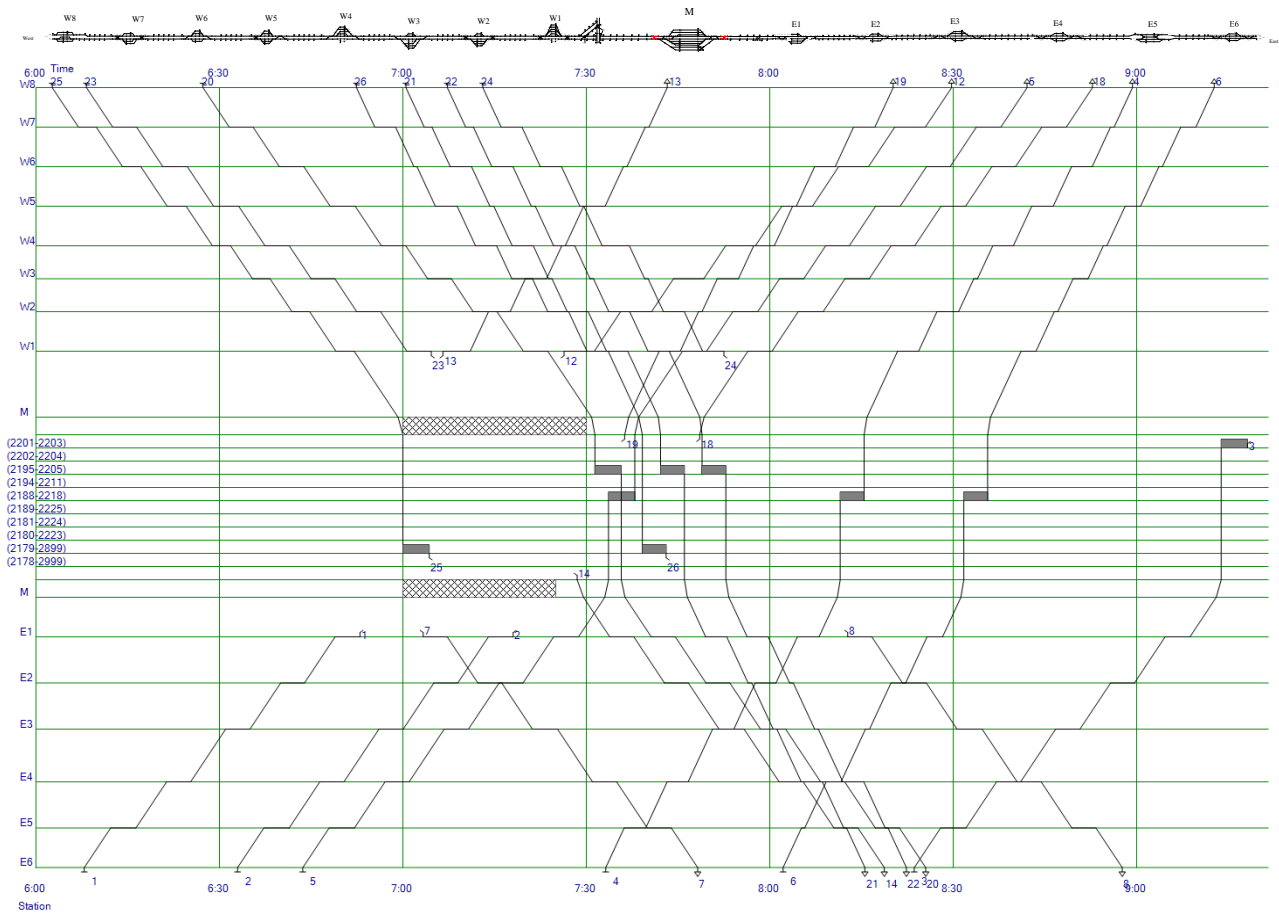 M
W8 W7 W6 W5 W4 W3 W2 W1 E1 E2 E3 E4 E5 E6
West East
Time
6:00 6:30 7:00 7:30 8:00 8:30 9:00
W8 25 23 20 26 21 22 24 13 19 12 5 18 4 6
W7
W6
W5
W4
W3
W2
W1
23 13 12 24
M
(2201-2203) 19 18 3
(2202-2204)
(2195-2205)
(2194-2211)
(2188-2218)
(2189-2225)
(2181-2224)
(2180-2223)
(2179-2899)
(2178-2999) 25 26
14
M
E1 1 7 2 8
E2
E3
E4
E5
E6
1 2 5 4 7 6 21 14 22 3 20 8
6:00 6:30 7:00 7:30 8:00 8:30 9:00
Station